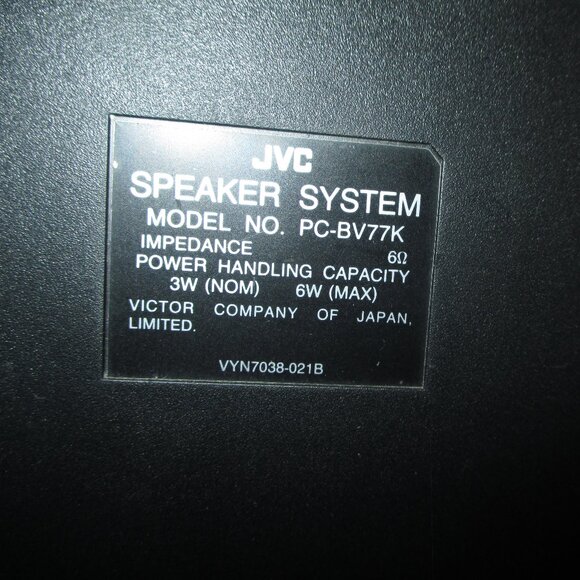 JVC
SPEAKER SYSTEM
MODEL NO. PC-BV77K
IMPEDANCE 6Ω
POWER HANDLING CAPACITY
3W (NOM) 6W (MAX)
VICTOR COMPANY OF JAPAN,
LIMITED.
VYN7038-021B